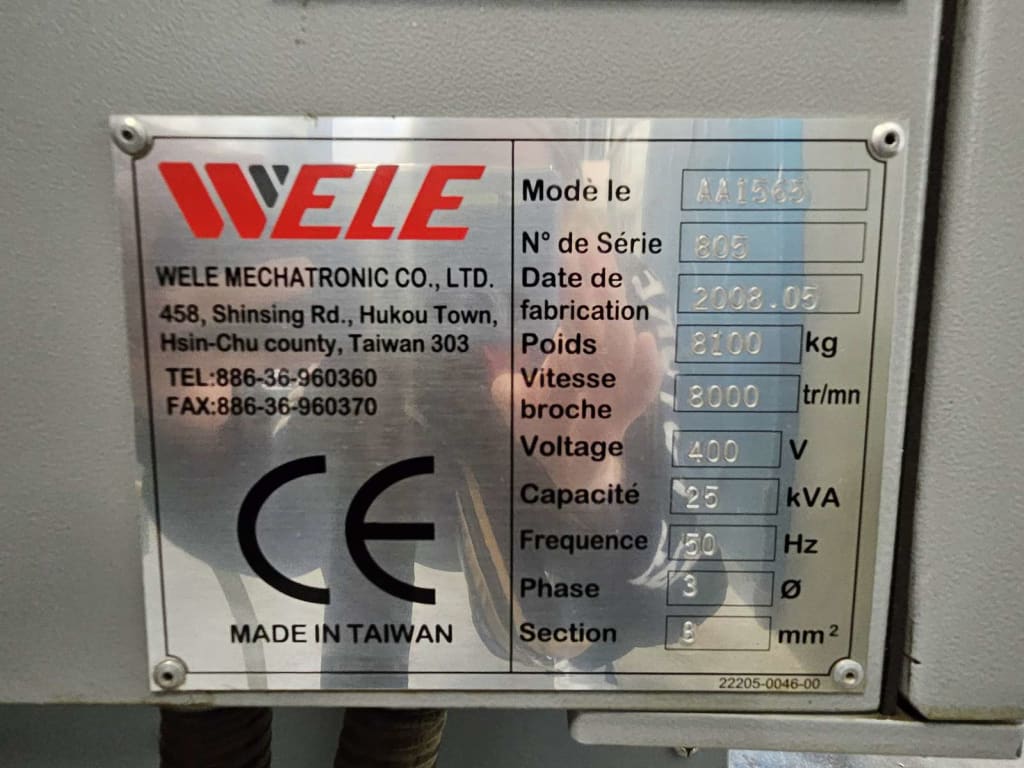 WELE
WELE MECHATRONIC CO., LTD.
458, Shinsing Rd., Hukou Town,
Hsin-Chu county, Taiwan 303
TEL:886-36-960360
FAX:886-36-960370
CE
MADE IN TAIWAN
Modè le AA1565
N° de Série 805
Date de
fabrication 2008.05
Poids 8100 kg
Vitesse
broche 8000 tr/mn
Voltage 400 V
Capacité 25 kVA
Frequence 50 Hz
Phase 3 Ø
Section 8 mm²
22205-0046-00